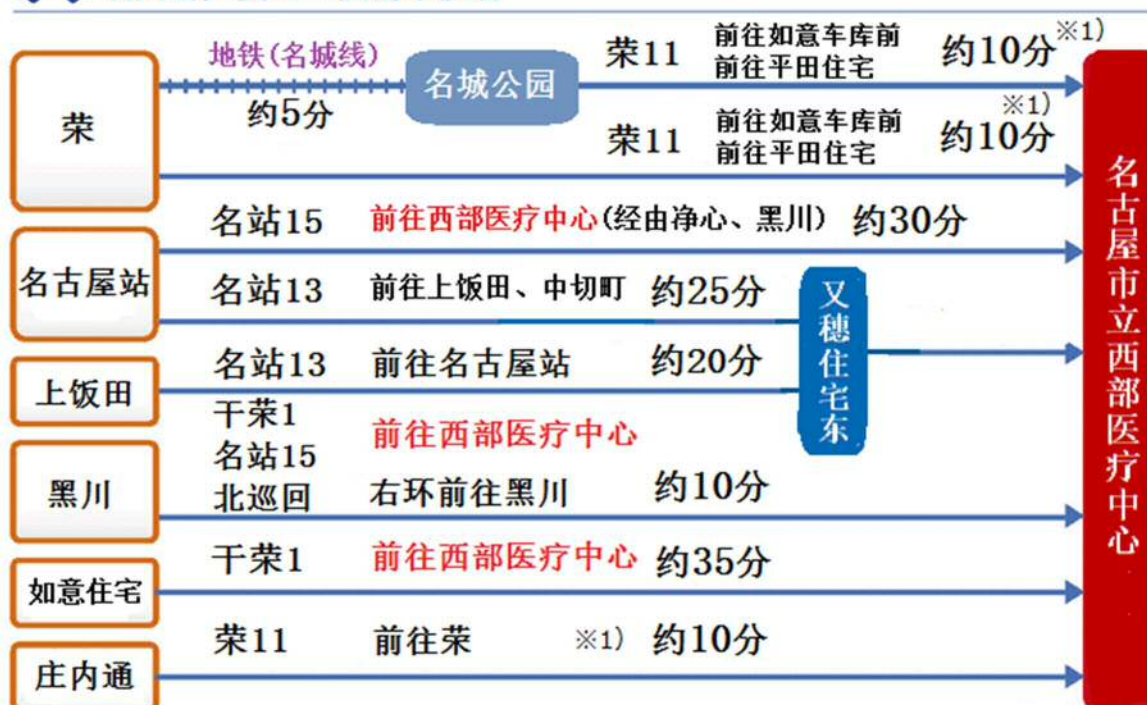 荣
地铁(名城线)
约5分
名城公园
荣11
前往如意车库前
前往平田住宅
约10分※1)
荣11
前往如意车库前
前往平田住宅
约10分※1)
名古屋站
名站15 前往西部医疗中心(经由净心、黑川) 约30分
名站13 前往上饭田、中切町 约25分
上饭田
名站13 前往名古屋站 约20分
又穗住宅东
黑川
干荣1
名站15
前往西部医疗中心
北巡回 右环前往黑川 约10分
如意住宅
干荣1 前往西部医疗中心 约35分
庄内通
荣11 前往荣 ※1) 约10分
名古屋市立西部医疗中心